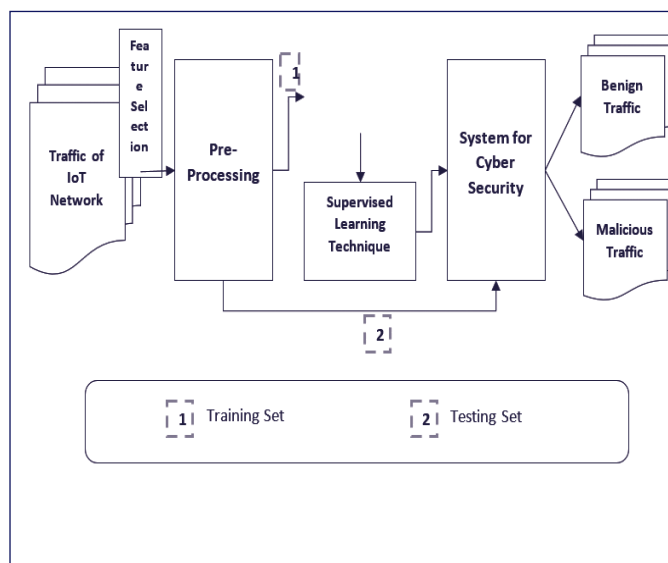 Fea
tur
e
Sel
ect
ion
Traffic of
IoT
Network
Pre-
Processing
1
Supervised
Learning
Technique
System for
Cyber
Security
Benign
Traffic
Malicious
Traffic
2
1 Training Set
2 Testing Set